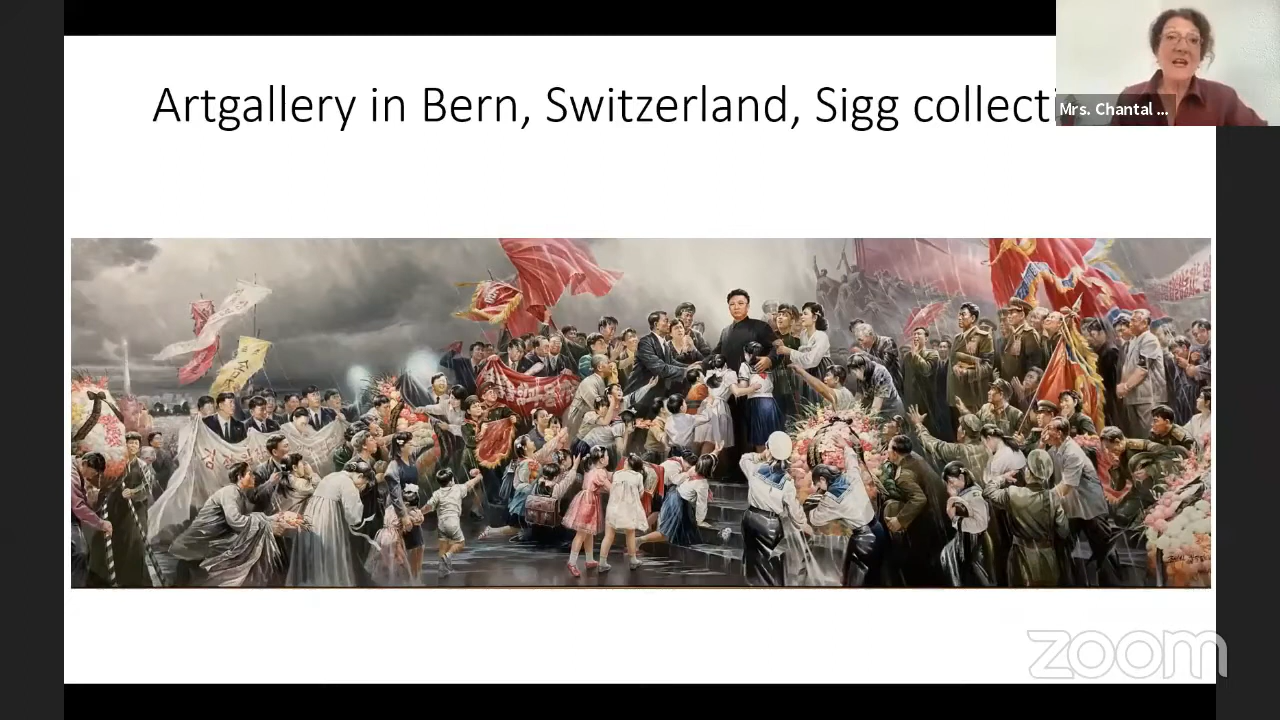 Artgallery in Bern, Switzerland, Sigg collecti
Mrs. Chantal ...
zoom